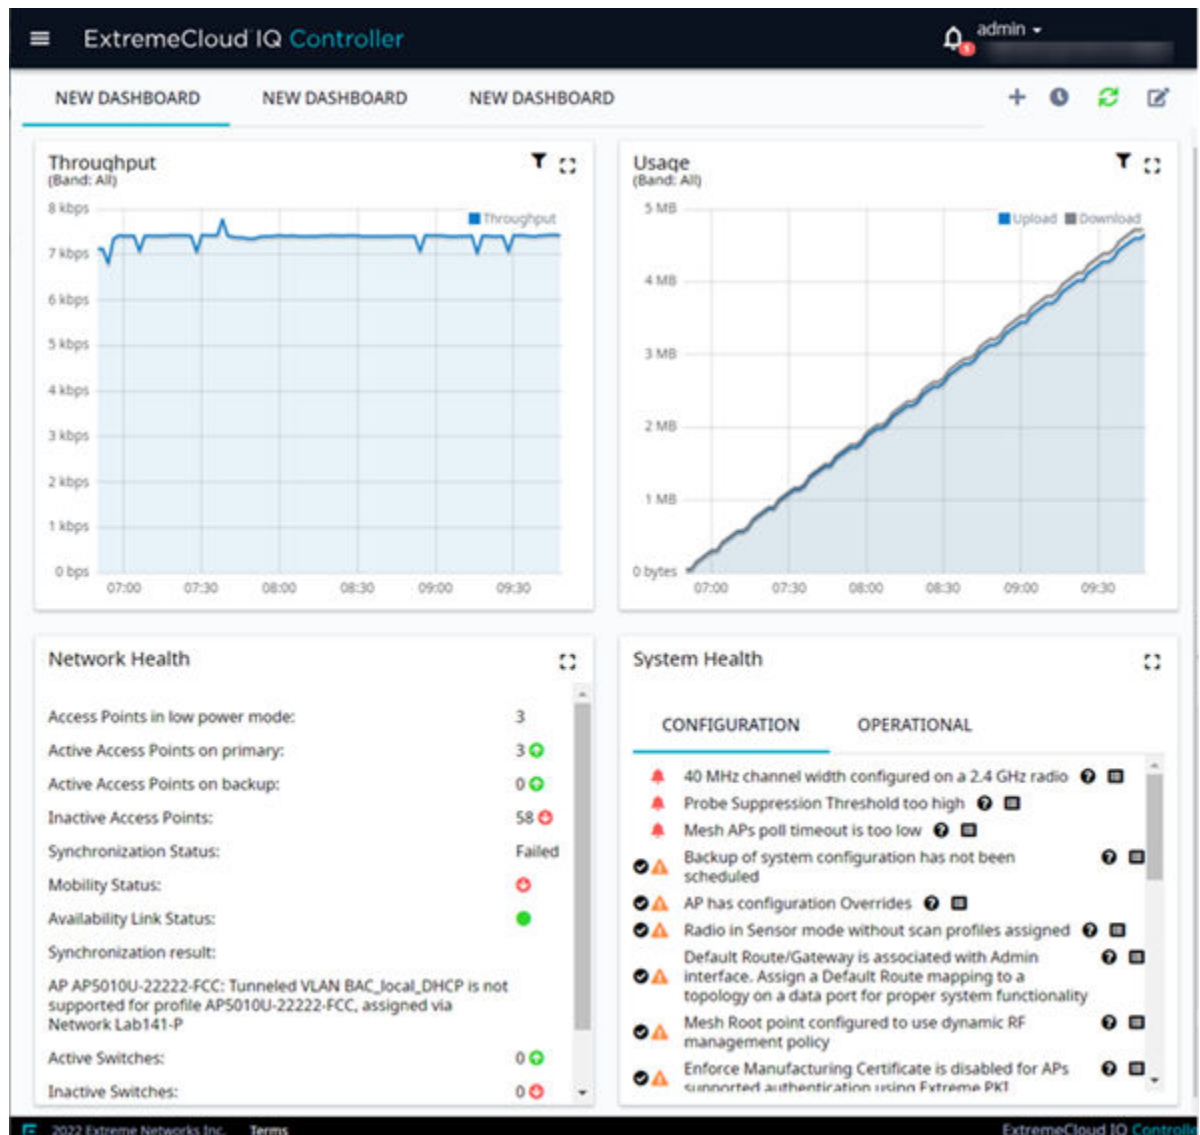 ExtremeCloud IQ Controller
admin
NEW DASHBOARD
NEW DASHBOARD
NEW DASHBOARD
Throughput
(Band: All)
Throughput
8 kbps
7 kbps
6 kbps
5 kbps
4 kbps
3 kbps
2 kbps
1 kbps
0 bps
07:00 07:30 08:00 08:30 09:00 09:30
Usage
(Band: All)
Upload Download
5 MB
4 MB
3 MB
2 MB
1 MB
0 bytes
07:00 07:30 08:00 08:30 09:00 09:30
Network Health
Access Points in low power mode: 3
Active Access Points on primary: 3
Active Access Points on backup: 0
Inactive Access Points: 58
Synchronization Status: Failed
Mobility Status:
Availability Link Status:
Synchronization result:
AP AP5010U-22222-FCC: Tunneled VLAN BAC_local_DHCP is not
supported for profile AP5010U-22222-FCC, assigned via
Network Lab141-P
Active Switches: 0
Inactive Switches: 0
System Health
CONFIGURATION
OPERATIONAL
40 MHz channel width configured on a 2.4 GHz radio
Probe Suppression Threshold too high
Mesh APs poll timeout is too low
Backup of system configuration has not been
scheduled
AP has configuration Overrides
Radio in Sensor mode without scan profiles assigned
Default Route/Gateway is associated with Admin
interface. Assign a Default Route mapping to a
topology on a data port for proper system functionality
Mesh Root point configured to use dynamic RF
management policy
Enforce Manufacturing Certificate is disabled for APs
supported authentication using Extreme PKI
2022 Extreme Networks Inc. Terms
ExtremeCloud IQ Controlle